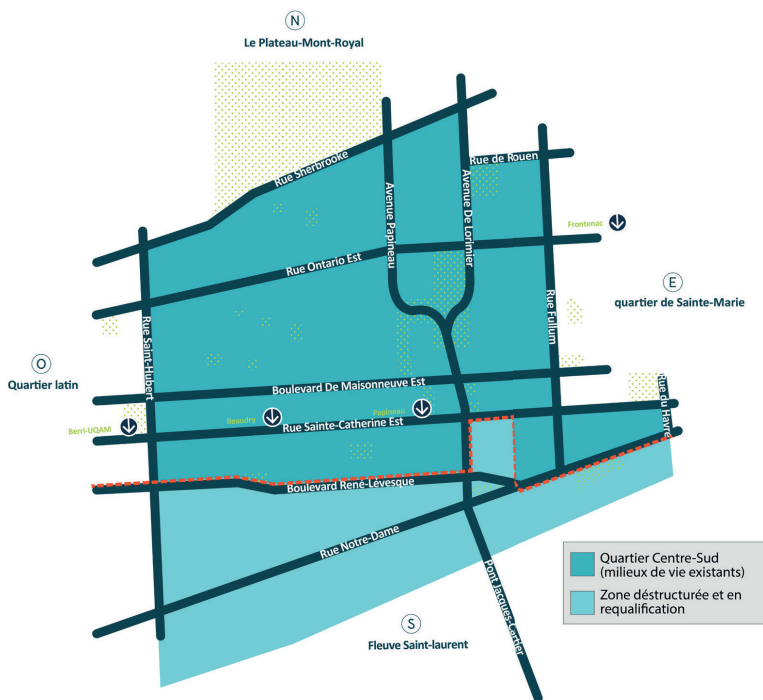 N
Le Plateau-Mont-Royal
Rue Sherbrooke
Avenue Papineau
Avenue De Lorimier
Rue de Rouen
Frontenac
Rue Ontario Est
E
quartier de Sainte-Marie
Rue Saint-Hubert
Rue Fullum
O
Quartier latin
Boulevard De Maisonneuve Est
Rue du Havre
Berri-UQAM
Beaudry
Papineau
Rue Sainte-Catherine Est
Boulevard René-Lévesque
Rue Notre-Dame
Pont Jacques-Cartier
Quartier Centre-Sud
(milieux de vie existants)
Zone déstructurée et en
requalification
S
Fleuve Saint-laurent